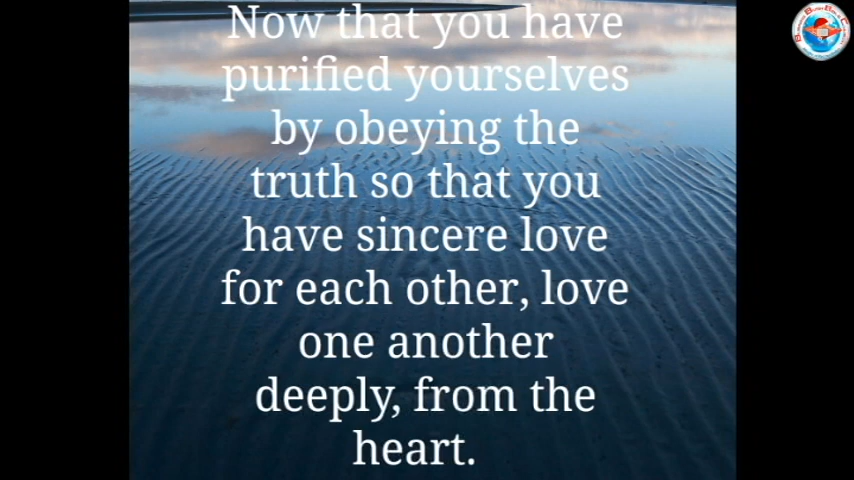 Now that you have
purified yourselves
by obeying the
truth so that you
have sincere love
for each other, love
one another
deeply, from the
heart.